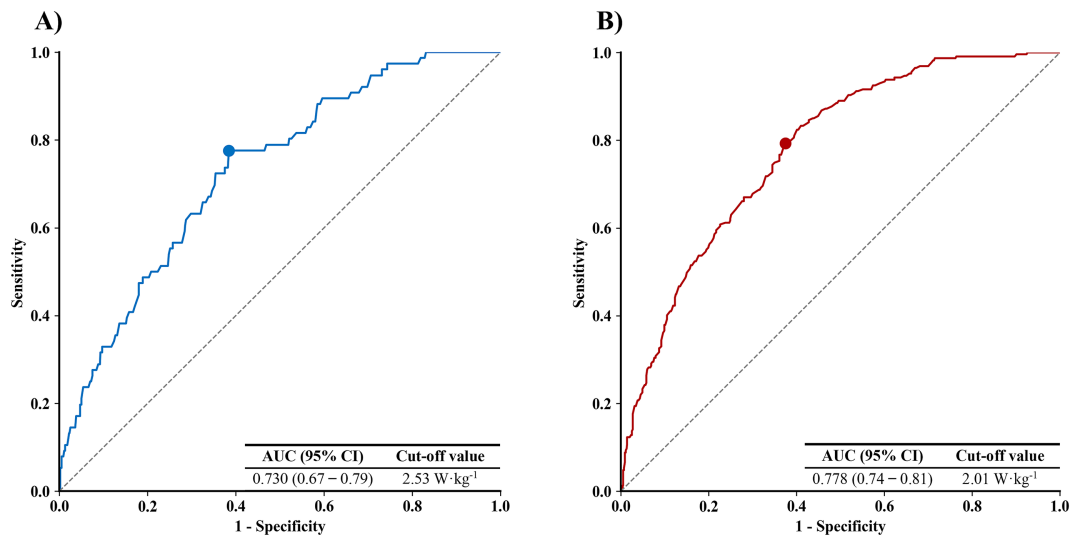 A)
1.0
0.8
0.6
0.4
0.2
0.0
Sensitivity
0.0 0.2 0.4 0.6 0.8 1.0
1 - Specificity
AUC (95% CI) Cut-off value
0.730 (0.67 – 0.79) 2.53 W·kg⁻¹
B)
1.0
0.8
0.6
0.4
0.2
0.0
Sensitivity
0.0 0.2 0.4 0.6 0.8 1.0
1 - Specificity
AUC (95% CI) Cut-off value
0.778 (0.74 – 0.81) 2.01 W·kg⁻¹